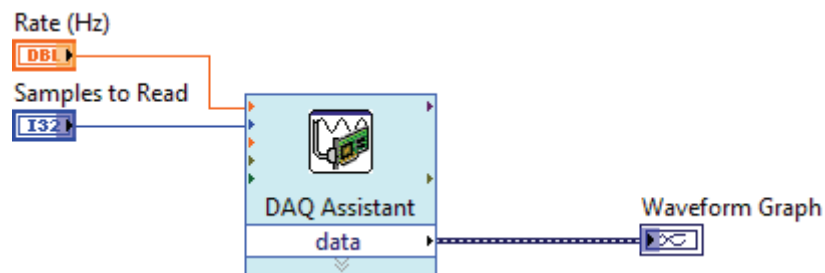 Rate (Hz)
DBL
Samples to Read
I32
DAQ Assistant
data
Waveform Graph